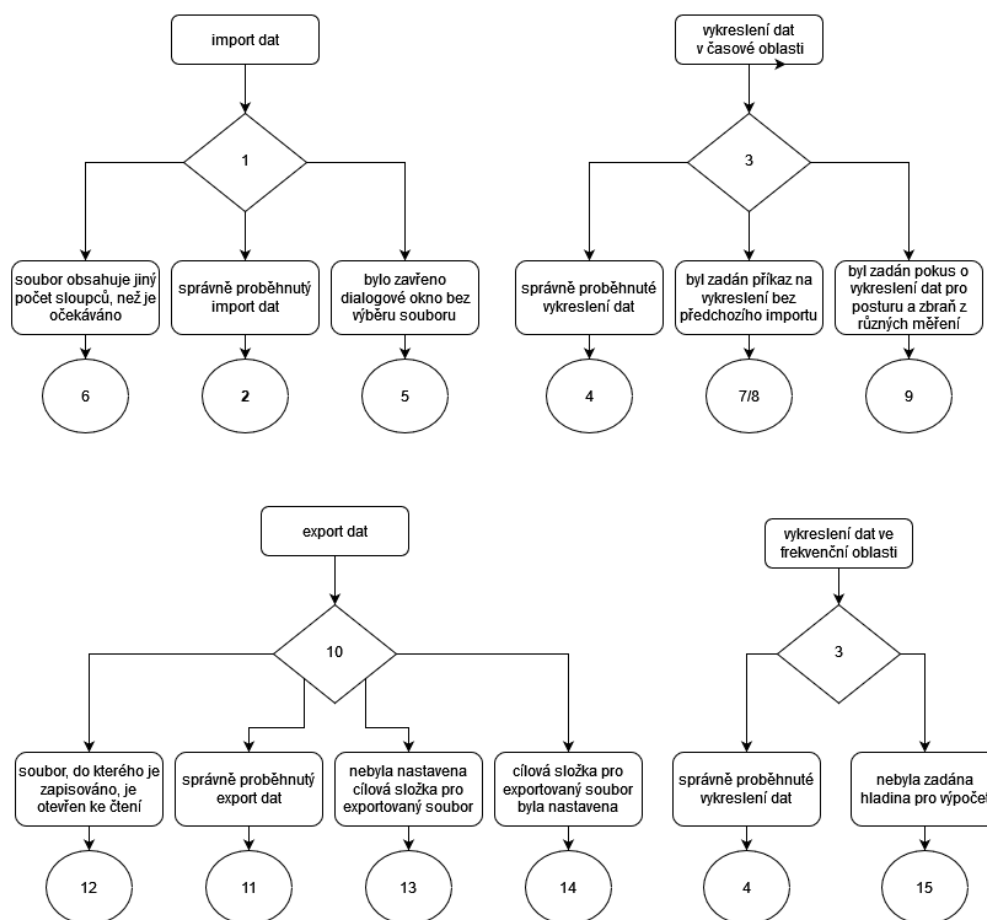 import dat
1
soubor obsahuje jiný
počet sloupců, než je
očekáváno
správně proběhnutý
import dat
bylo zavřeno
dialogové okno bez
výběru souboru
6
2
5
vykreslení dat
v časové oblasti
3
správně proběhnuté
vykreslení dat
byl zadán příkaz na
vykreslení bez
předchozího importu
byl zadán pokus o
vykreslení dat pro
posturu a zbraň z
různých měření
4
7/8
9
export dat
10
soubor, do kterého je
zapisováno, je
otevřen ke čtení
správně proběhnutý
export dat
nebyla nastavena
cílová složka pro
exportovaný soubor
cílová složka pro
exportovaný soubor
byla nastavena
12
11
13
14
vykreslení dat ve
frekvenční oblasti
3
správně proběhnuté
vykreslení dat
nebyla zadána
hladina pro výpočet
4
15